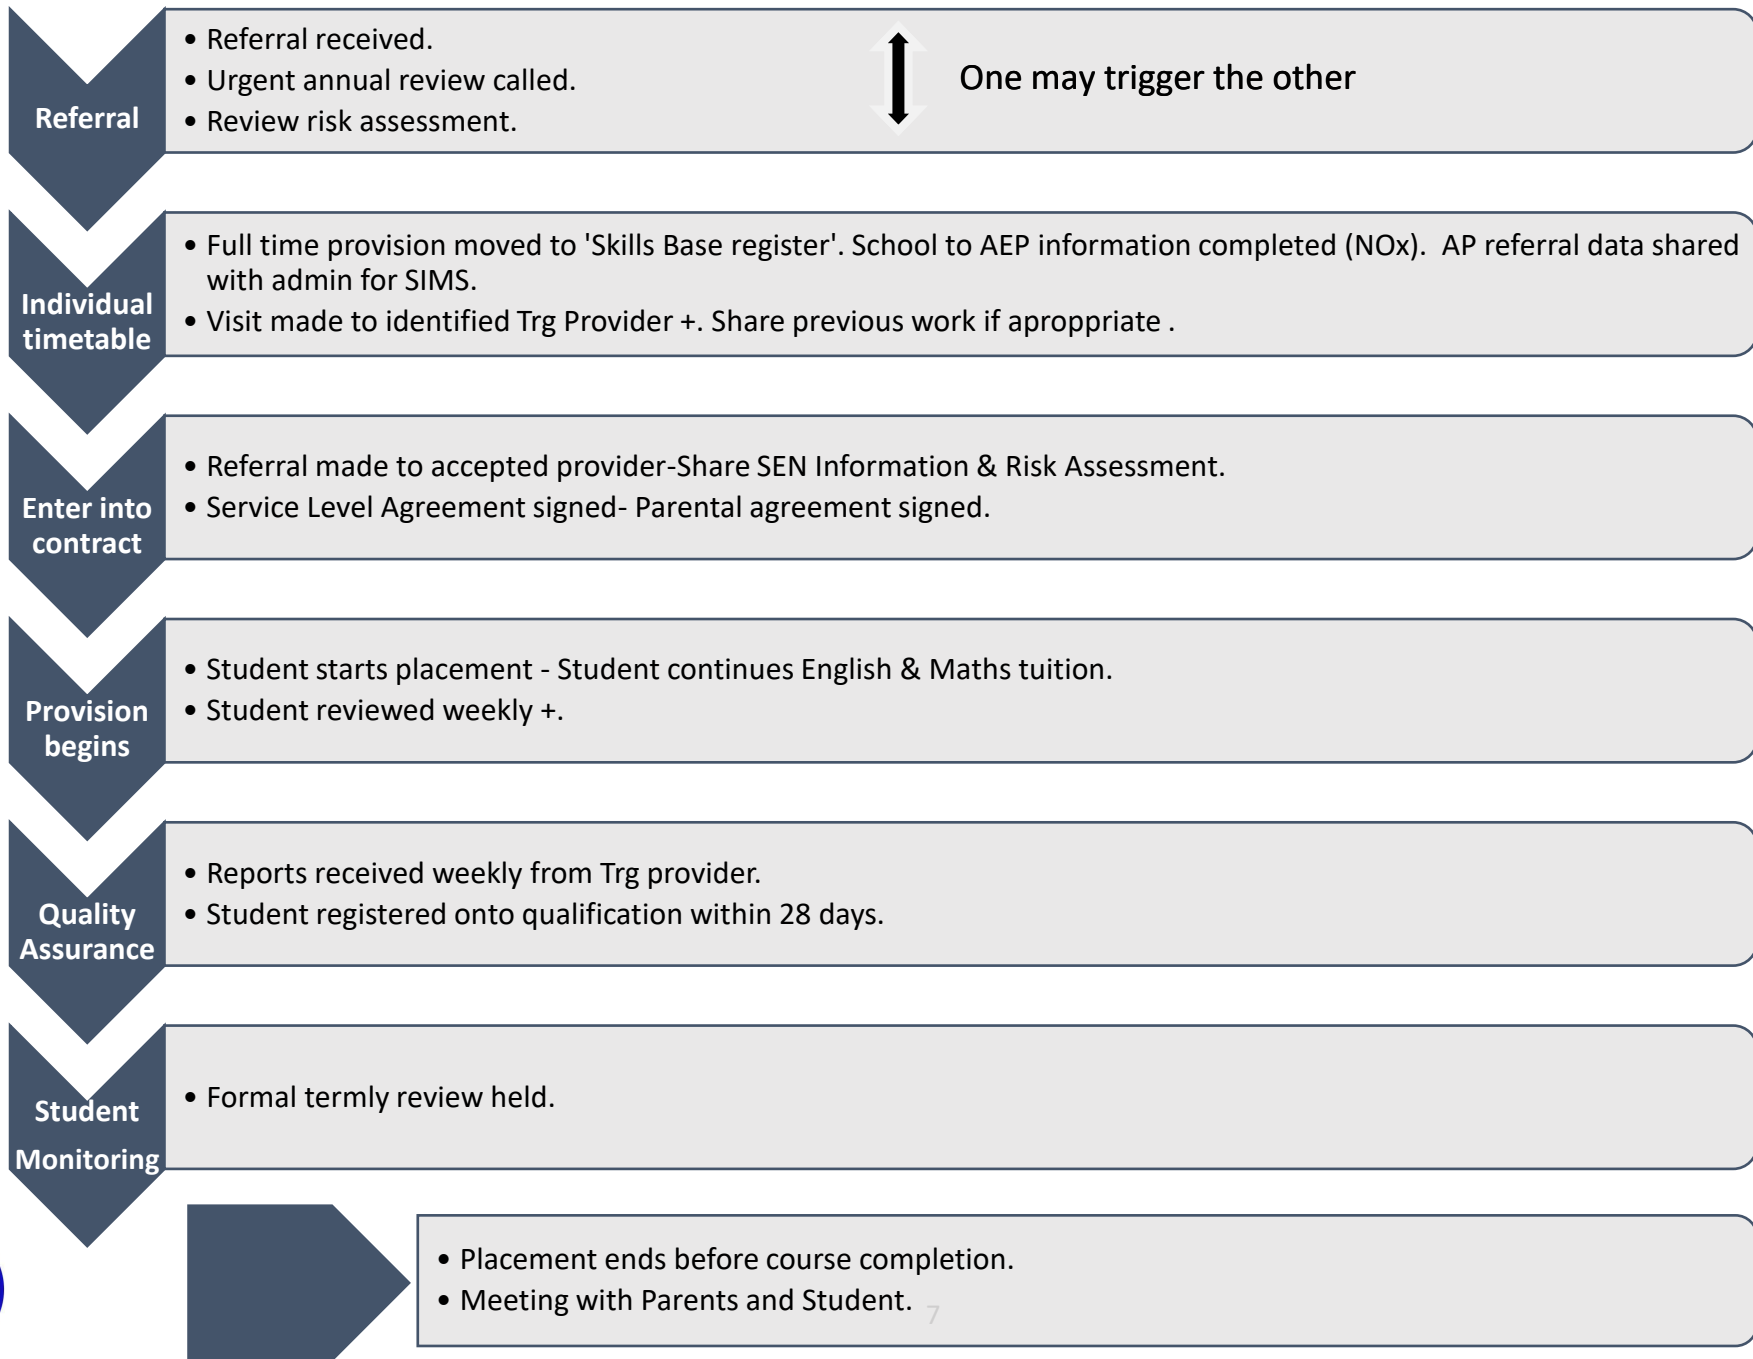 Referral
• Referral received.
• Urgent annual review called.
• Review risk assessment.
One may trigger the other
Individual
timetable
• Full time provision moved to 'Skills Base register'. School to AEP information completed (NOx).  AP referral data shared
with admin for SIMS.
• Visit made to identified Trg Provider +. Share previous work if aproppriate .
Enter into
contract
• Referral made to accepted provider-Share SEN Information & Risk Assessment.
• Service Level Agreement signed- Parental agreement signed.
Provision
begins
• Student starts placement - Student continues English & Maths tuition.
• Student reviewed weekly +.
Quality
Assurance
• Reports received weekly from Trg provider.
• Student registered onto qualification within 28 days.
Student
Monitoring
• Formal termly review held.
• Placement ends before course completion.
• Meeting with Parents and Student.
7